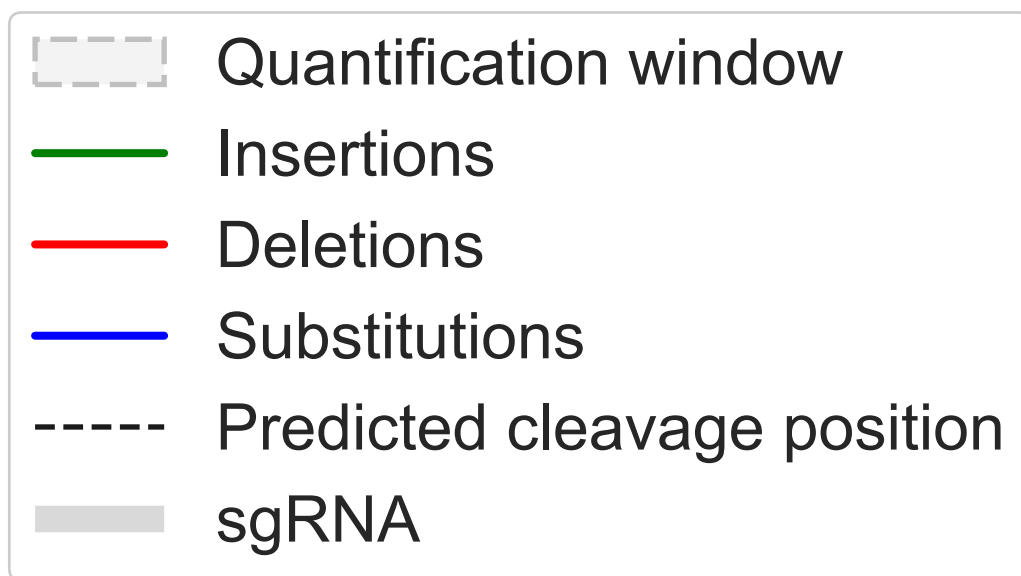 Quantification window
Insertions
Deletions
Substitutions
Predicted cleavage position
sgRNA